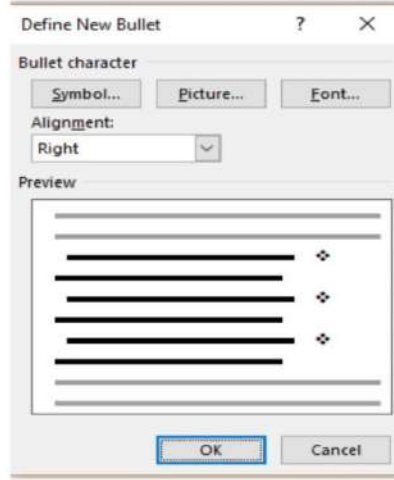 Define New Bullet ? ×
Bullet character
Symbol... Picture... Font...
Alignment:
Right
Preview
OK Cancel